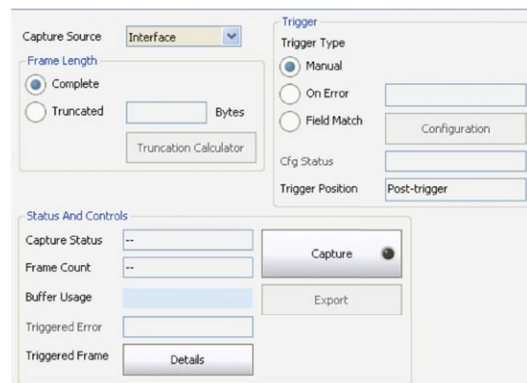 Capture Source Interface
Frame Length
Complete
Truncated Bytes
Truncation Calculator
Trigger
Trigger Type
Manual
On Error
Field Match
Configuration
Cfg Status
Trigger Position Post-trigger
Status And Controls
Capture Status --
Frame Count --
Buffer Usage
Triggered Error
Triggered Frame Details
Capture
Export